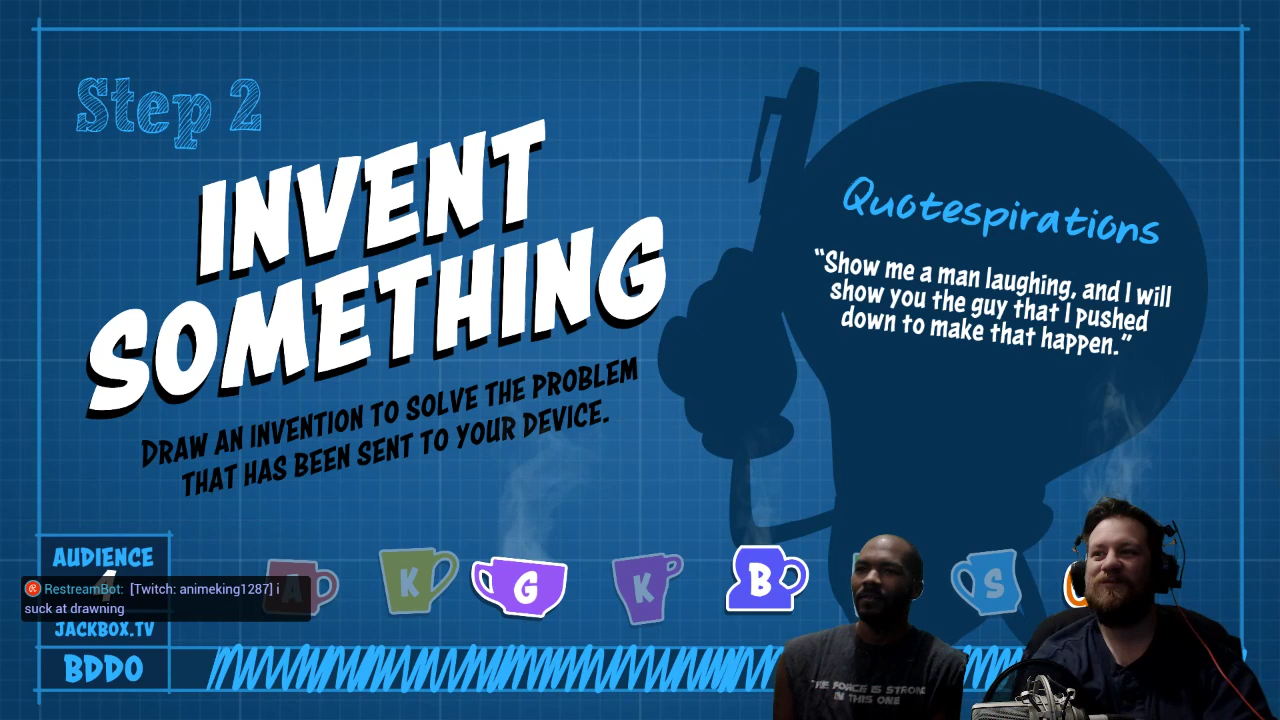 Step 2
INVENT
SOMETHING
DRAW AN INVENTION TO SOLVE THE PROBLEM
THAT HAS BEEN SENT TO YOUR DEVICE.
Quotespirations
"Show me a man laughing, and I will
show you the guy that I pushed
down to make that happen."
AUDIENCE
RestreamBot: [Twitch: animeking1287] i
suck at drawning
JACKBOX.TV
BDDO
A
K
G
K
B
S
THE FORCE IS STRONG
IN THIS ONE